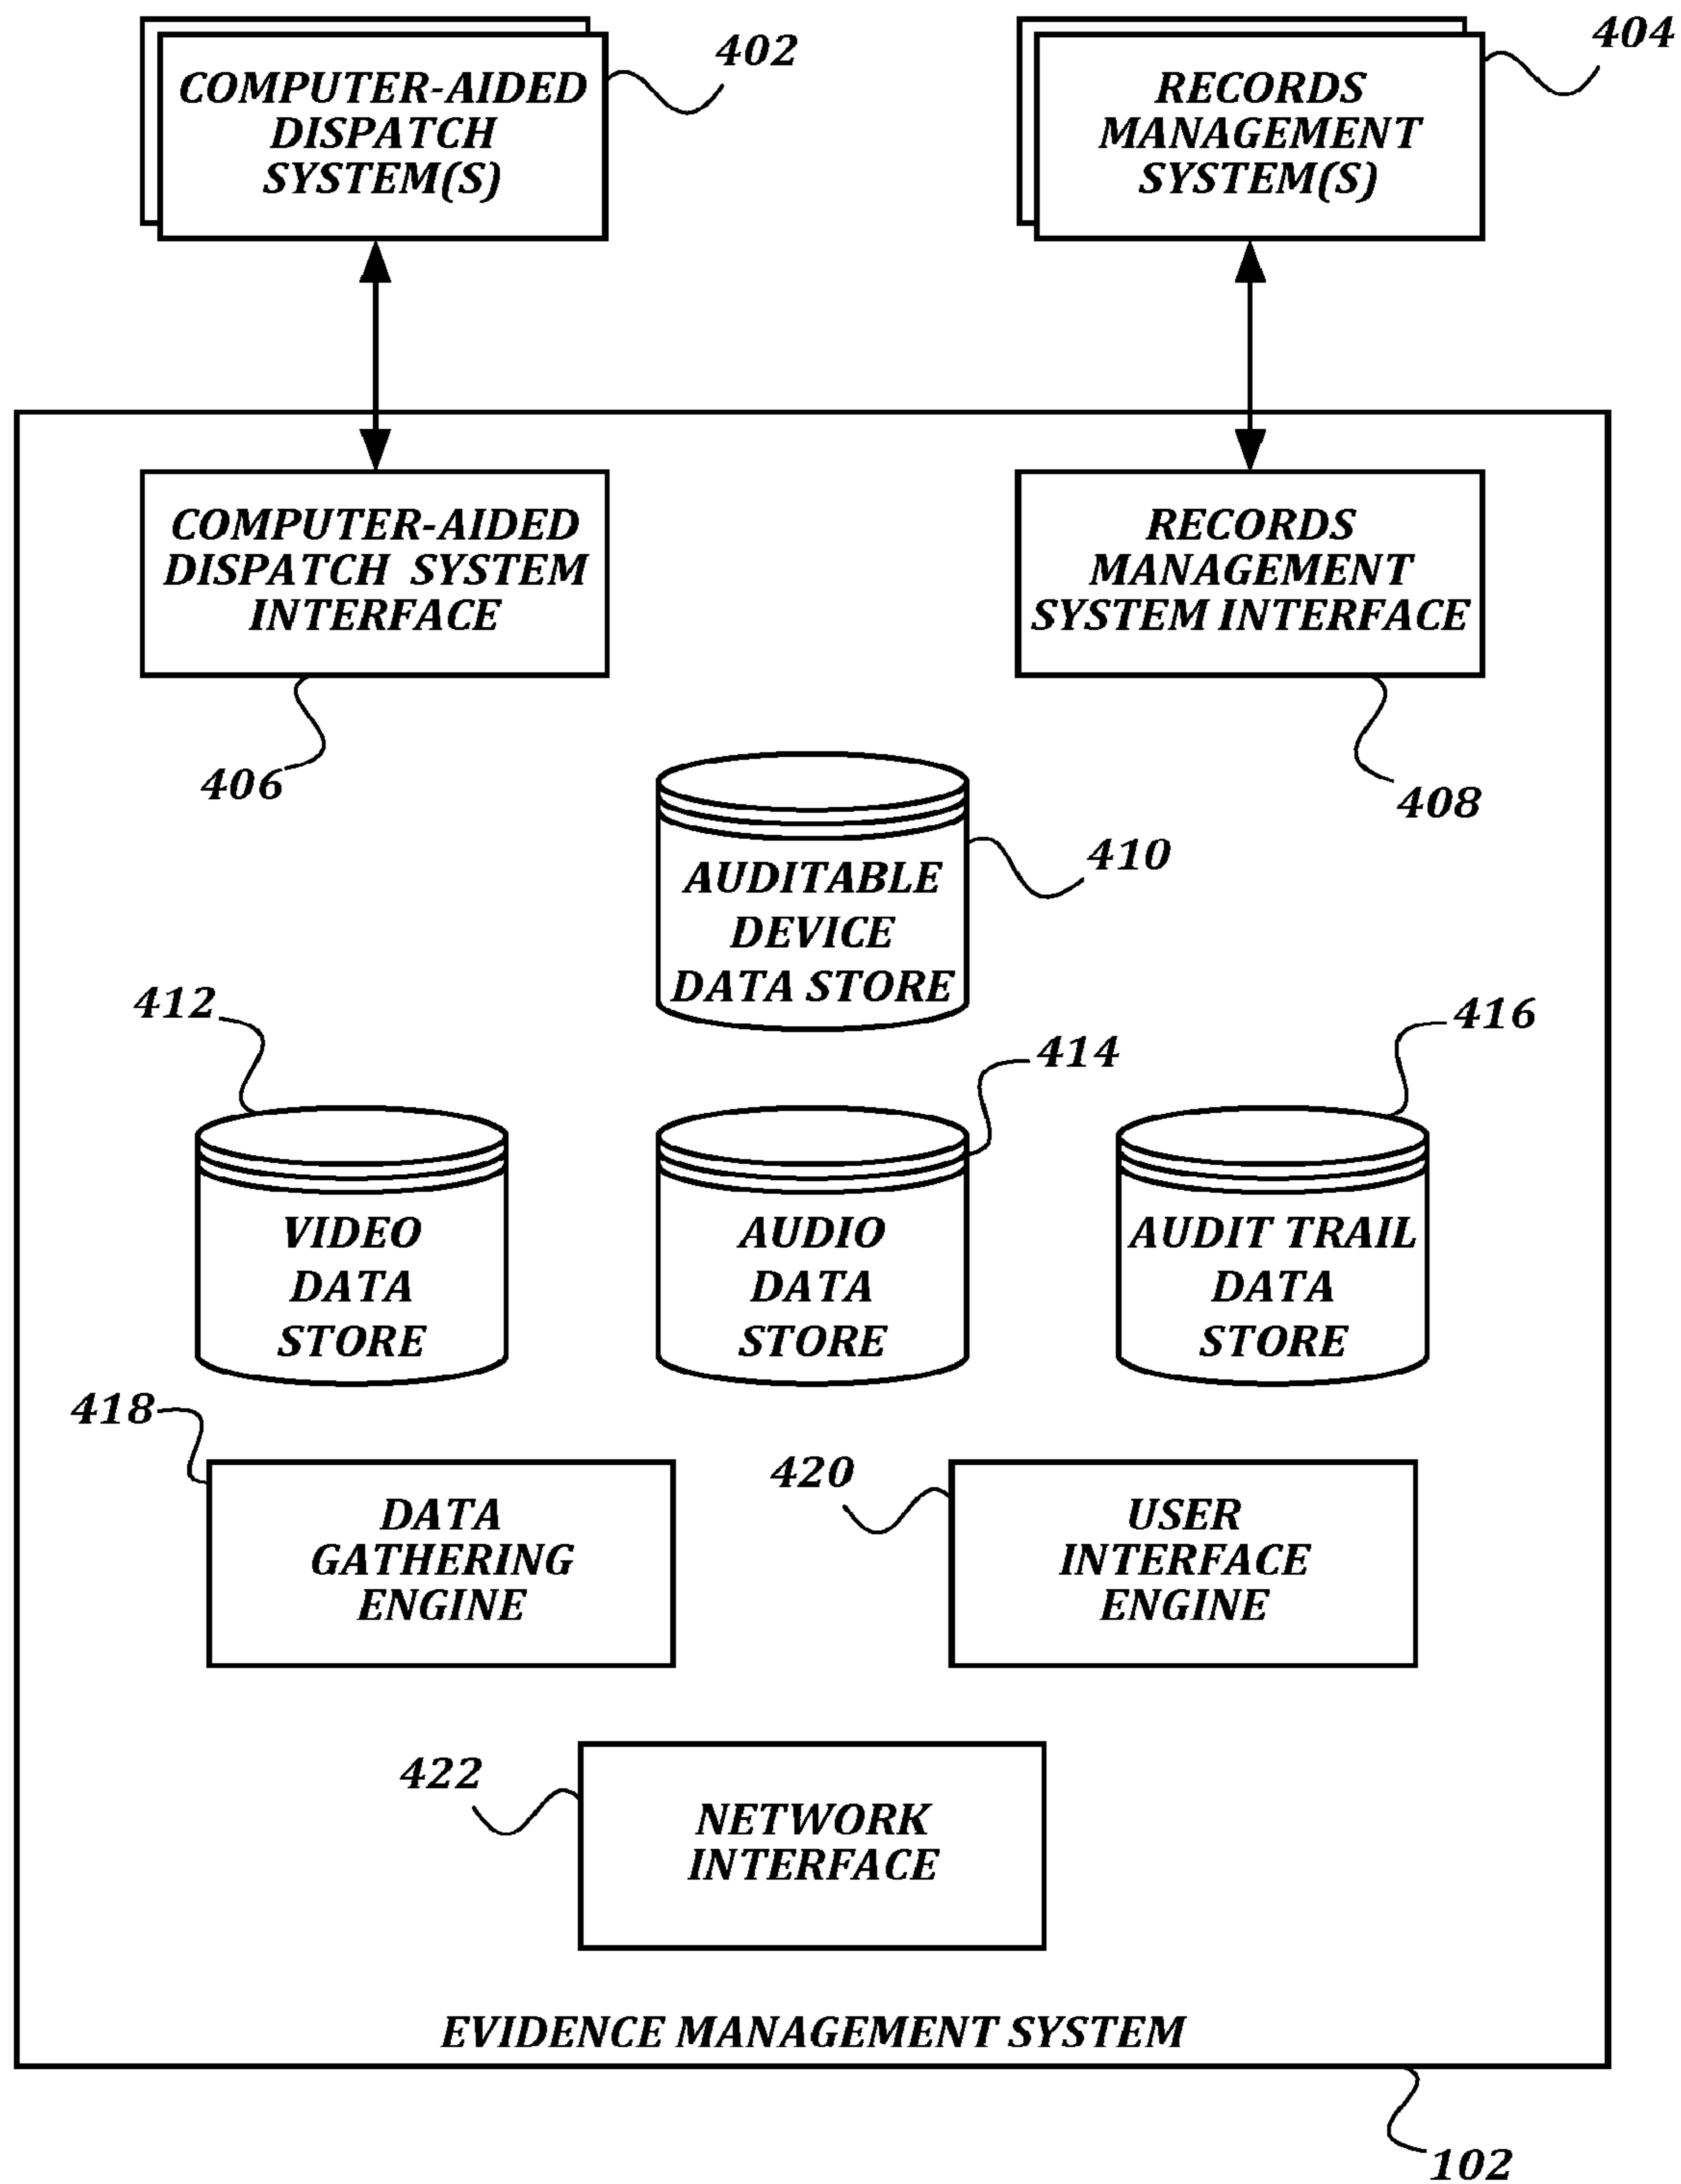 COMPUTER-AIDED
DISPATCH
SYSTEM(S)
402
RECORDS
MANAGEMENT
SYSTEM(S)
404
COMPUTER-AIDED
DISPATCH SYSTEM
INTERFACE
406
RECORDS
MANAGEMENT
SYSTEM INTERFACE
408
AUDITABLE
DEVICE
DATA STORE
410
412
VIDEO
DATA
STORE
414
AUDIO
DATA
STORE
416
AUDIT TRAIL
DATA
STORE
418
DATA
GATHERING
ENGINE
420
USER
INTERFACE
ENGINE
422
NETWORK
INTERFACE
EVIDENCE MANAGEMENT SYSTEM
102